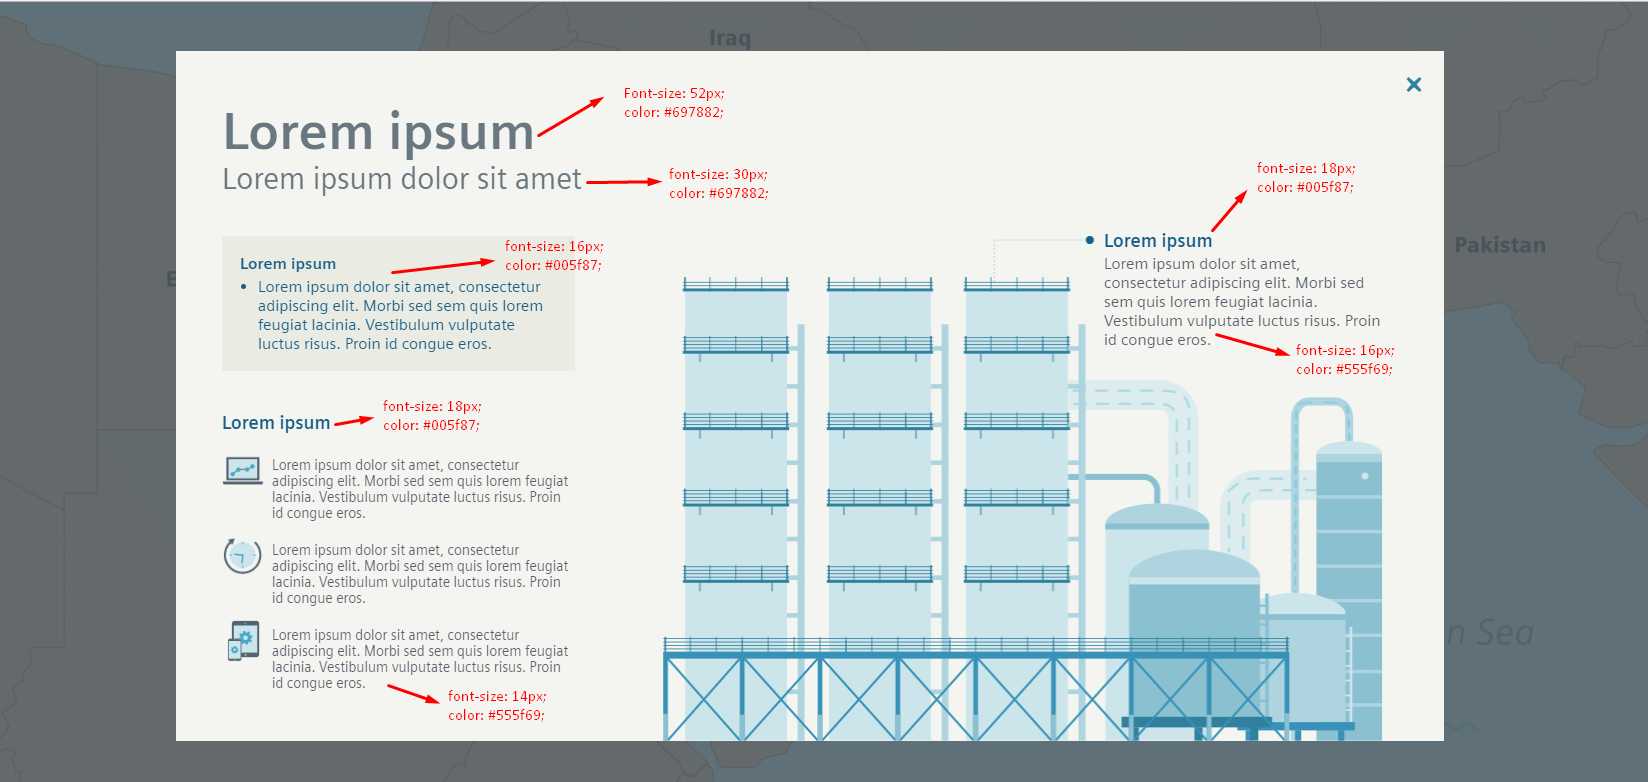 Iraq
Lorem ipsum
Font-size: 52px;
color: #697882;
Lorem ipsum dolor sit amet
font-size: 30px;
color: #697882;
font-size: 18px;
color: #005f87;
Lorem ipsum
Lorem ipsum dolor sit amet,
consectetur adipiscing elit. Morbi sed
sem quis lorem feugiat lacinia.
Vestibulum vulputate luctus risus. Proin
id congue eros.
font-size: 16px;
color: #555f69;
Pakistan
E
Lorem ipsum
font-size: 16px;
color: #005f87;
• Lorem ipsum dolor sit amet, consectetur
adipiscing elit. Morbi sed sem quis lorem
feugiat lacinia. Vestibulum vulputate
luctus risus. Proin id congue eros.
Lorem ipsum
font-size: 18px;
color: #005f87;
Lorem ipsum dolor sit amet, consectetur
adipiscing elit. Morbi sed sem quis lorem feugiat
lacinia. Vestibulum vulputate luctus risus. Proin
id congue eros.
Lorem ipsum dolor sit amet, consectetur
adipiscing elit. Morbi sed sem quis lorem feugiat
lacinia. Vestibulum vulputate luctus risus. Proin
id congue eros.
Lorem ipsum dolor sit amet, consectetur
adipiscing elit. Morbi sed sem quis lorem feugiat
lacinia. Vestibulum vulputate luctus risus. Proin
id congue eros.
font-size: 14px;
color: #555f69;
n Sea